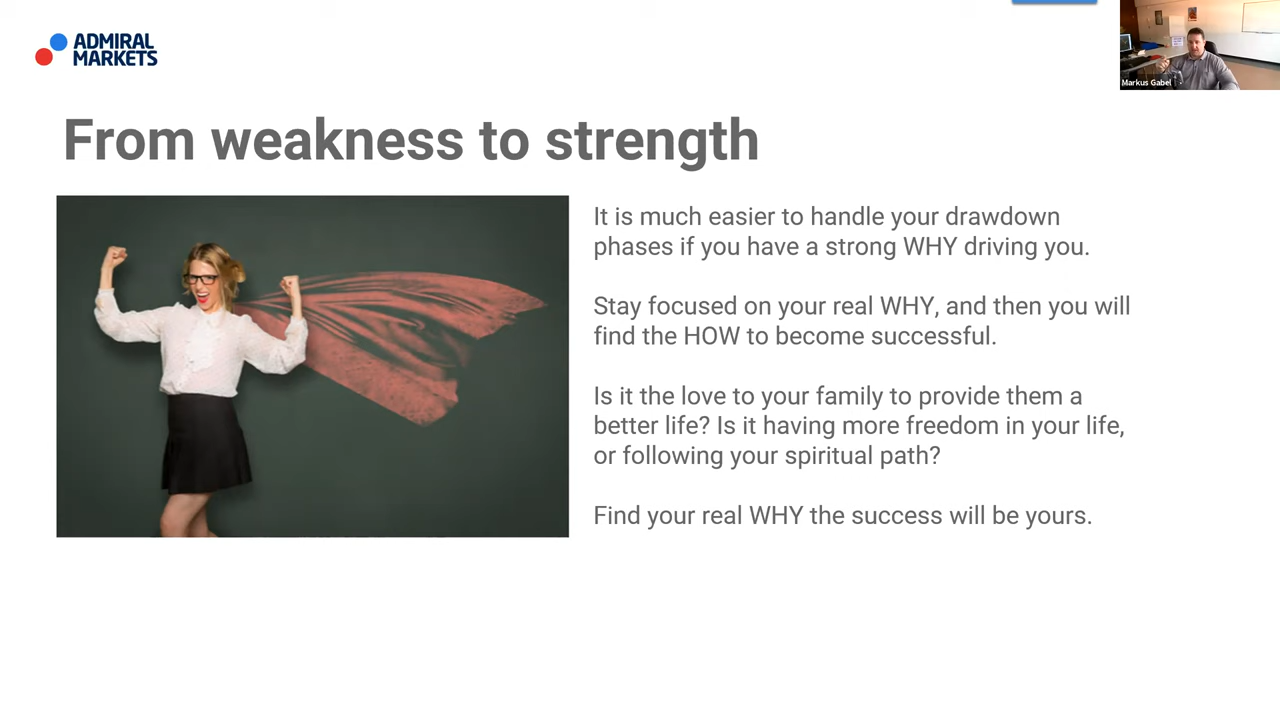 ADMIRAL
MARKETS
Markus Gabel
From weakness to strength
It is much easier to handle your drawdown
phases if you have a strong WHY driving you.
Stay focused on your real WHY, and then you will
find the HOW to become successful.
Is it the love to your family to provide them a
better life? Is it having more freedom in your life,
or following your spiritual path?
Find your real WHY the success will be yours.